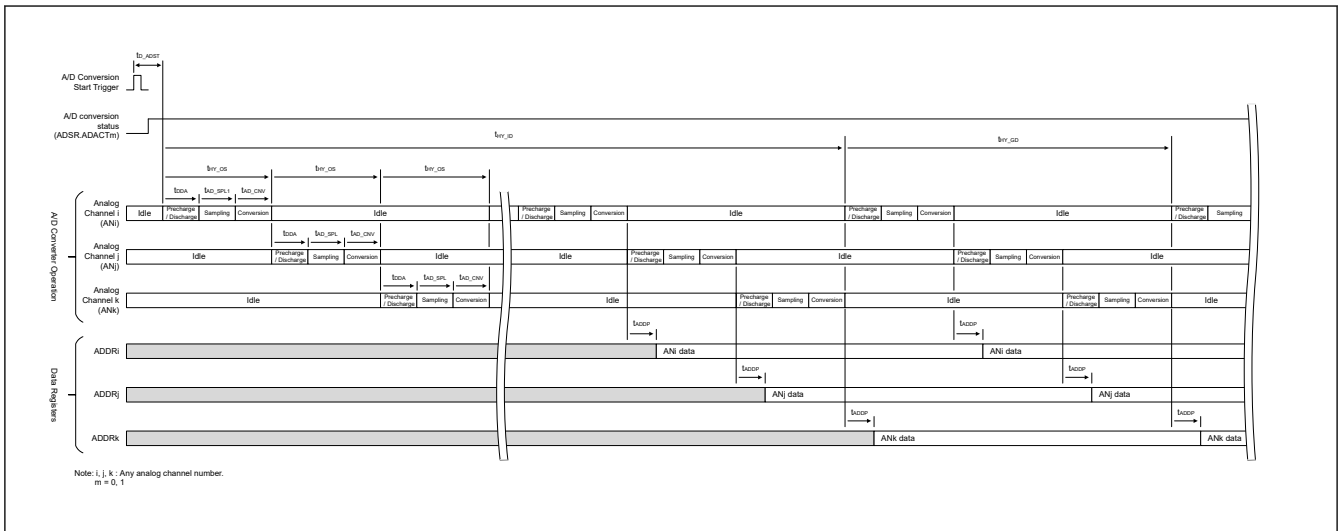 tD_ADST
A/D Conversion
Start Trigger
A/D conversion
status
(ADSR.ADACTm)
tHY_ID
tHY_GD
tHY_OS
tHY_OS
tHY_OS
tDDA
tAD_SPL1
tAD_CNV
A/D Converter Operation
Analog
Channel i
(ANi)
Idle
Precharge
/ Discharge
Sampling
Conversion
Idle
Precharge
/ Discharge
Sampling
Conversion
Idle
Precharge
/ Discharge
Sampling
Conversion
Idle
Precharge
/ Discharge
Sampling
tDDA
tAD_SPL
tAD_CNV
Analog
Channel j
(ANj)
Idle
Precharge
/ Discharge
Sampling
Conversion
Idle
Idle
Precharge
/ Discharge
Sampling
Conversion
Idle
Precharge
/ Discharge
Sampling
Conversion
Idle
tDDA
tAD_SPL
tAD_CNV
Analog
Channel k
(ANk)
Idle
Precharge
/ Discharge
Sampling
Conversion
Idle
Precharge
/ Discharge
Sampling
Conversion
Idle
Precharge
/ Discharge
Sampling
Conversion
Idle
Data Registers
tADDP
tADDP
ADDRi
ANi data
ANi data
tADDP
tADDP
ADDRj
ANj data
ANj data
tADDP
tADDP
ADDRk
ANk data
ANk data
Note: i, j, k : Any analog channel number.
m = 0, 1